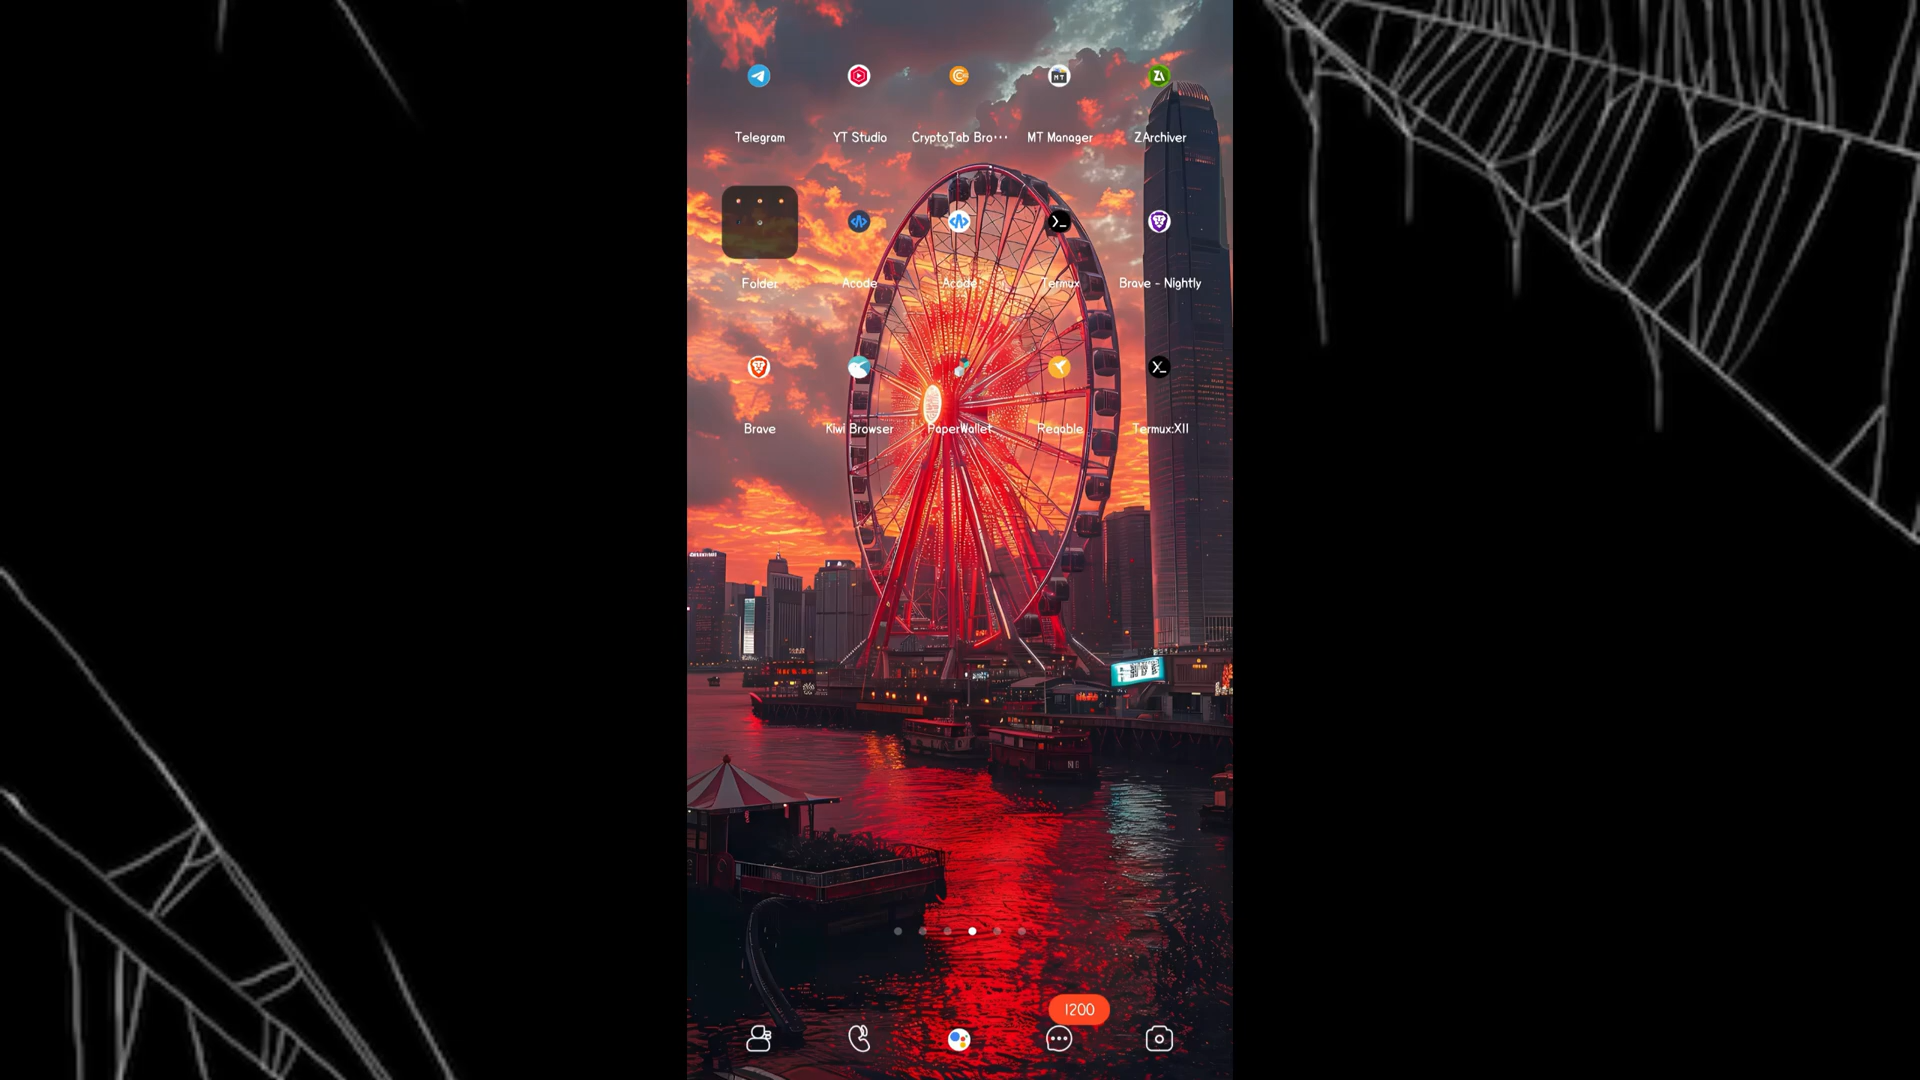 Telegram
YT Studio
CryptoTab Bro···
MT Manager
ZArchiver
Folder
Acode
Acode
Termux
Brave - Nightly
Brave
Kiwi Browser
PaperWallet
Reqable
Termux:X11
1200